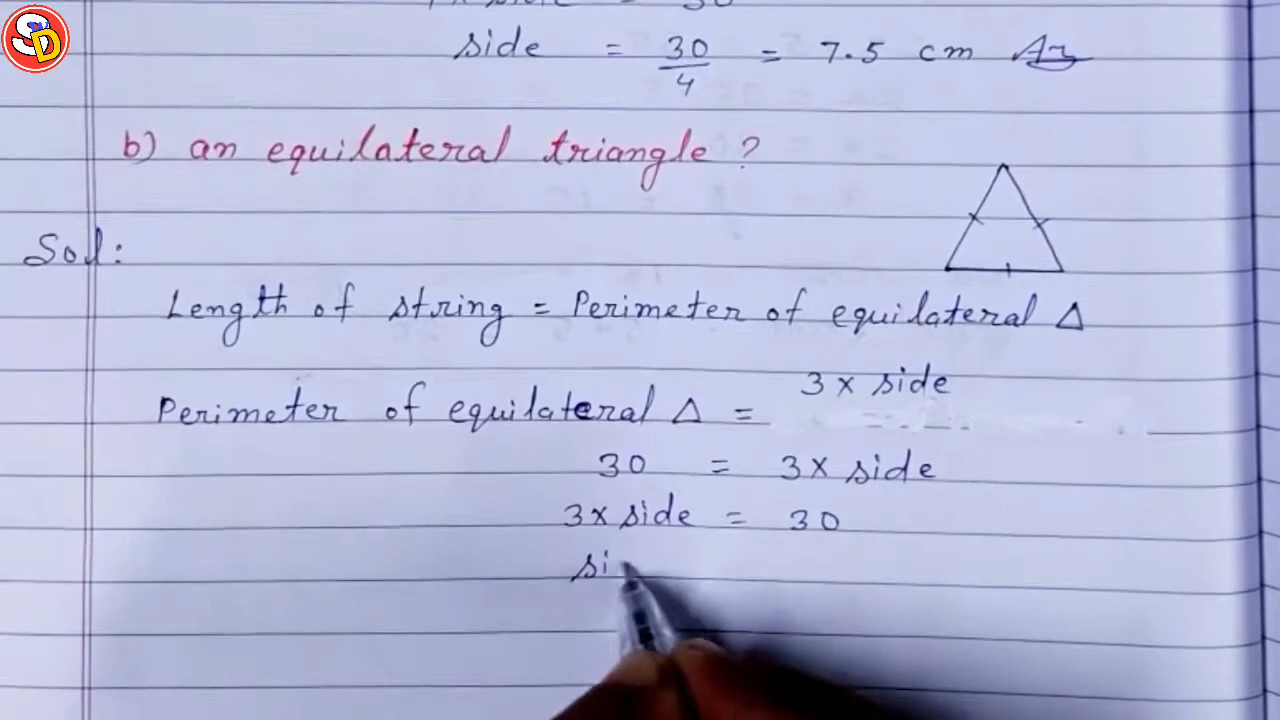 SD
side = 30/4 = 7.5 cm
b) an equilateral triangle?
Sol:
Length of string = Perimeter of equilateral Δ
Perimeter of equilateral Δ = 3 x side
30 = 3 x side
3 x side = 30
si